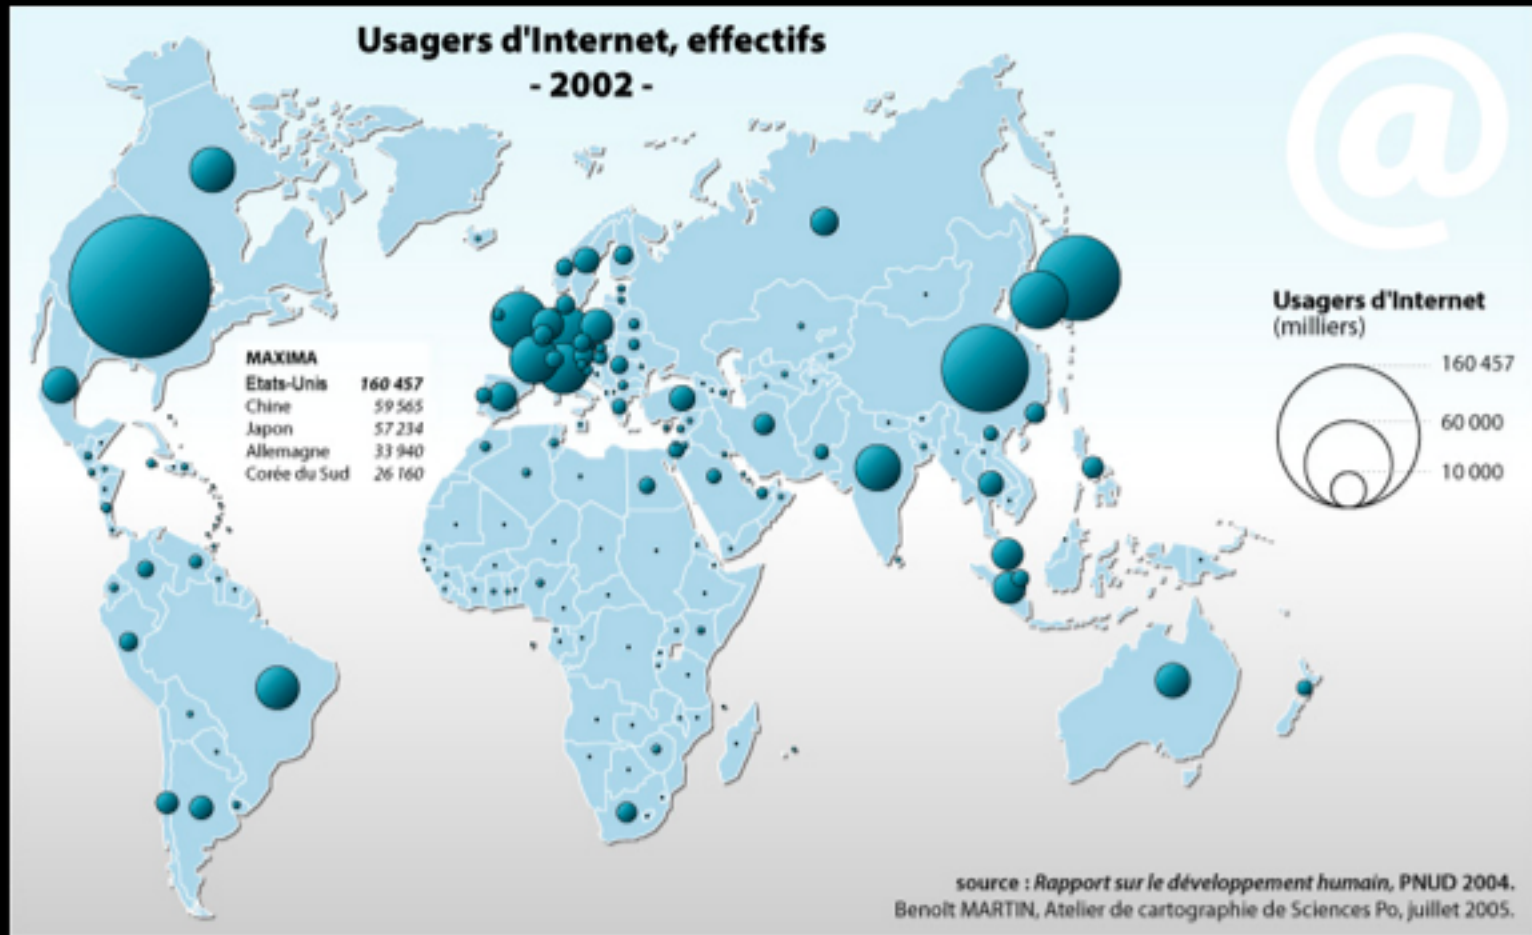 Usagers d'Internet, effectifs
- 2002 -
@
MAXIMA
Etats-Unis 160 457
Chine 59 565
Japon 57 234
Allemagne 33 940
Corée du Sud 26 160
Usagers d'Internet
(milliers)
160 457
60 000
10 000
source : Rapport sur le développement humain, PNUD 2004.
Benoît MARTIN, Atelier de cartographie de Sciences Po, juillet 2005.